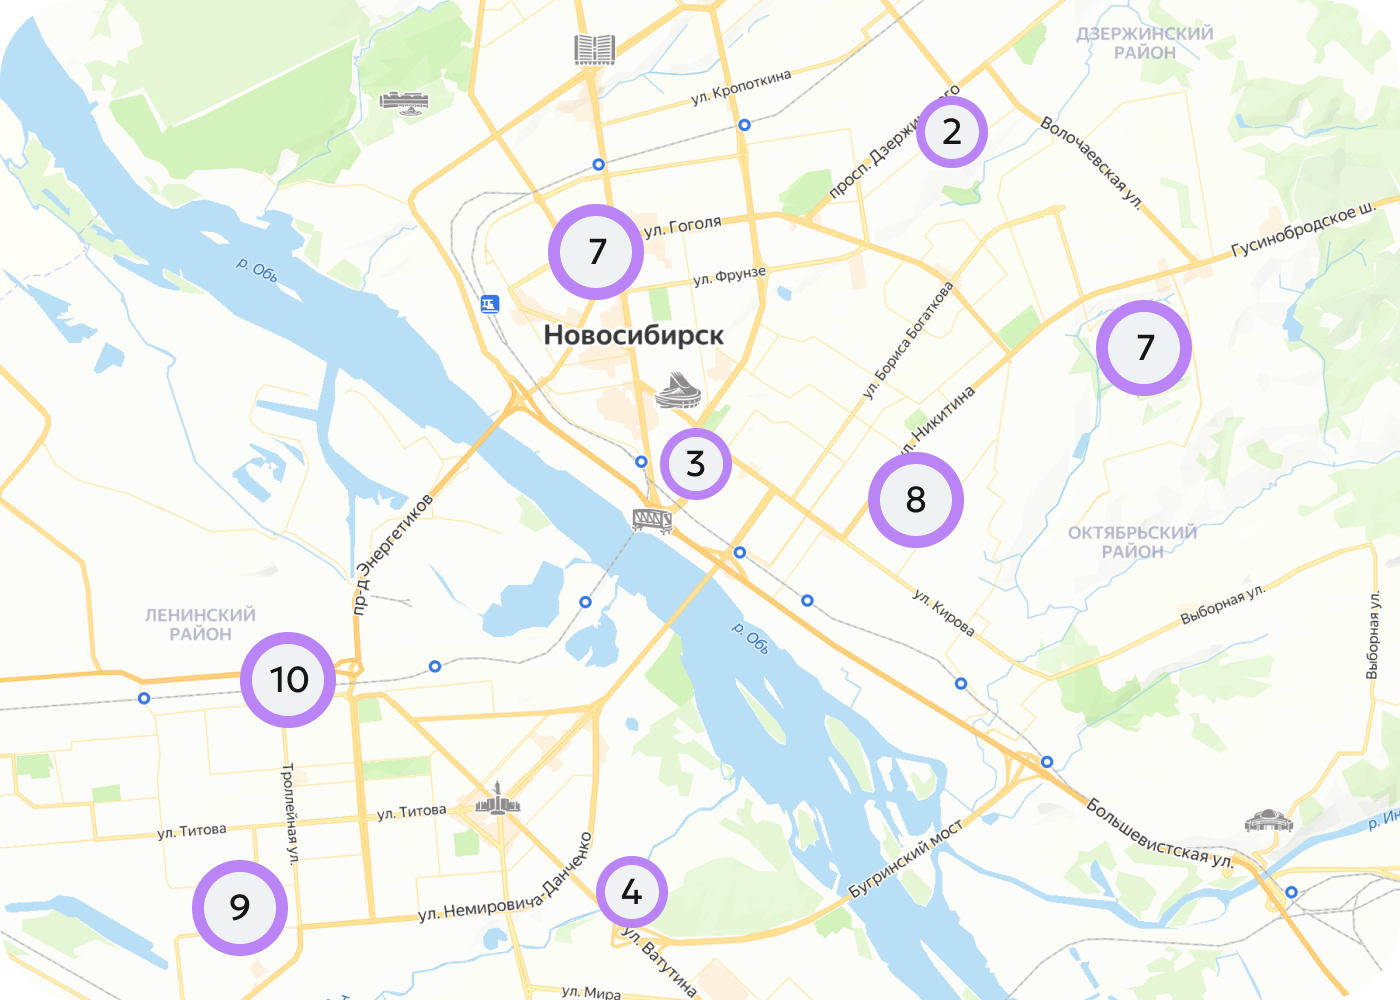 ДЗЕРЖИНСКИЙ
РАЙОН
ул. Кропоткина
просп. Дзержи
го
2
Волочаевская ул.
Гусинобродское ш.
7
ул. Гоголя
ул. Фрунзе
р. Обь
Новосибирск
ул. Бориса Богаткова
7
ул. Никитина
3
8
пр-д Энергетиков
ОКТЯБРЬСКИЙ
РАЙОН
ЛЕНИНСКИЙ
РАЙОН
ул. Кирова
Выборная ул.
Выборная ул.
р. Обь
10
Троллейная ул.
ул. Титова
ул. Титова
Большевистская ул.
р. Ин
Бугринский мост
9
ул. Немировича-Данченко
4
ул. Ватутина
ул. Мира